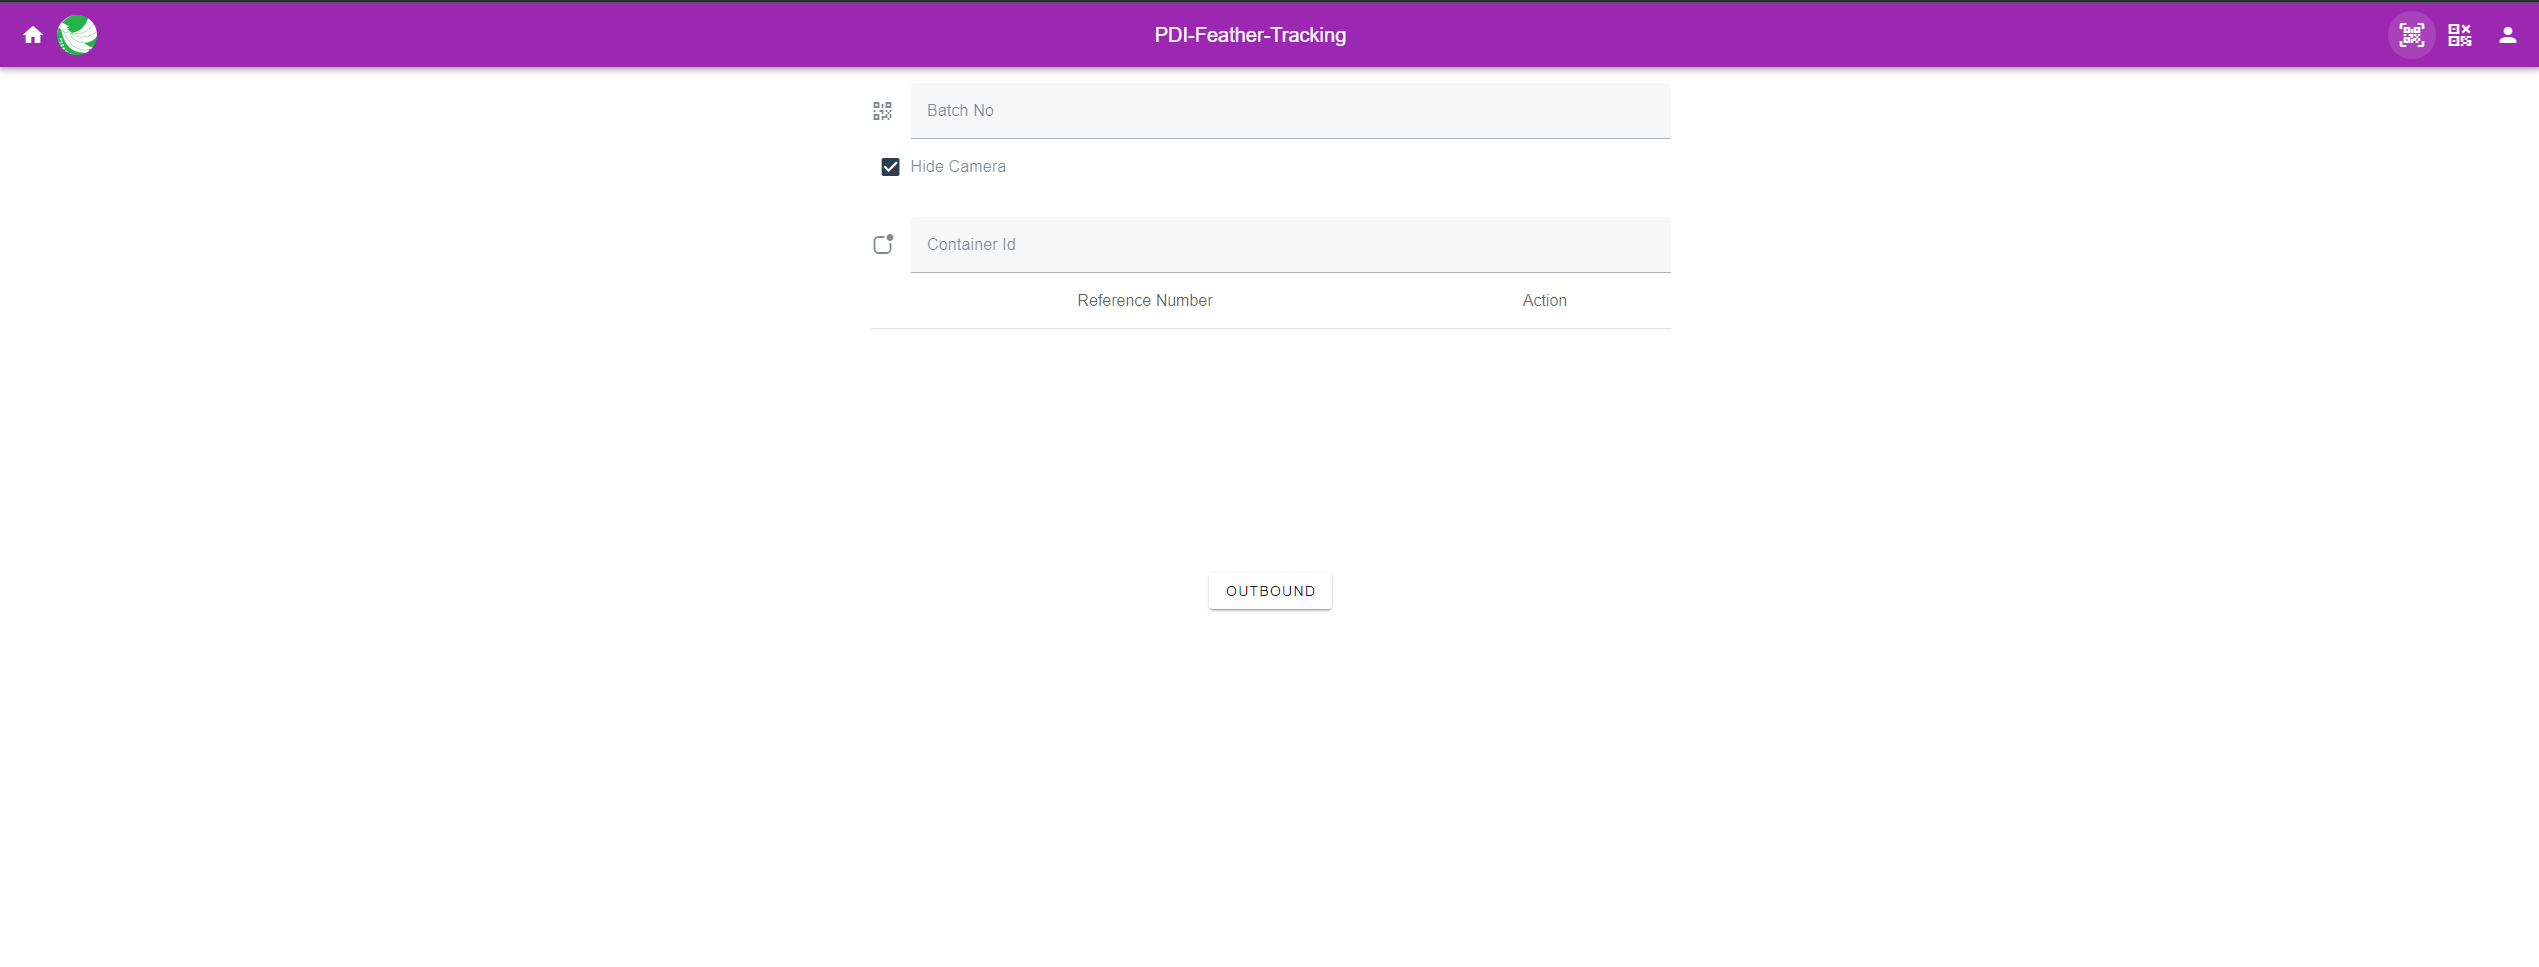 PDI-Feather-Tracking
Batch No
Hide Camera
Container Id
Reference Number Action
OUTBOUND